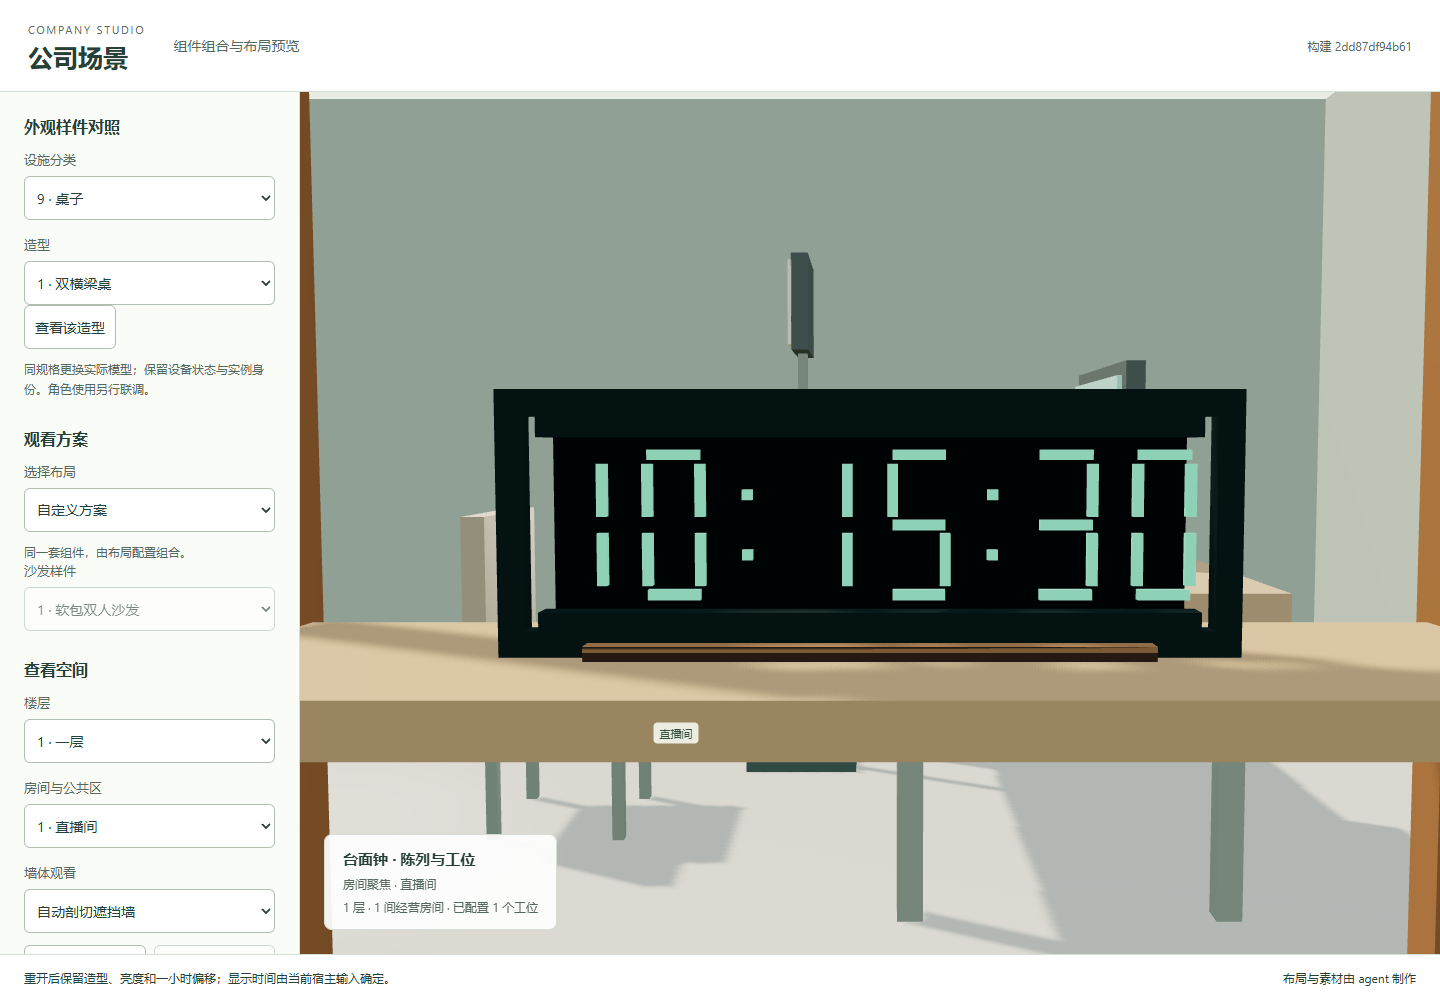 COMPANY STUDIO
公司场景
组件组合与布局预览
构建 2dd87df94b61
外观样件对照
设施分类
9 · 桌子
造型
1 · 双横梁桌
查看该造型
同规格更换实际模型；保留设备状态与实例身
份。角色使用另行联调。
观看方案
选择布局
自定义方案
同一套组件，由布局配置组合。
沙发样件
1 · 软包双人沙发
查看空间
楼层
1 · 一层
房间与公共区
1 · 直播间
墙体观看
自动剖切遮挡墙
10:15:30
直播间
台面钟 · 陈列与工位
房间聚焦 · 直播间
1 层 · 1 间经营房间 · 已配置 1 个工位
重开后保留造型、亮度和一小时偏移；显示时间由当前宿主输入确定。
布局与素材由 agent 制作